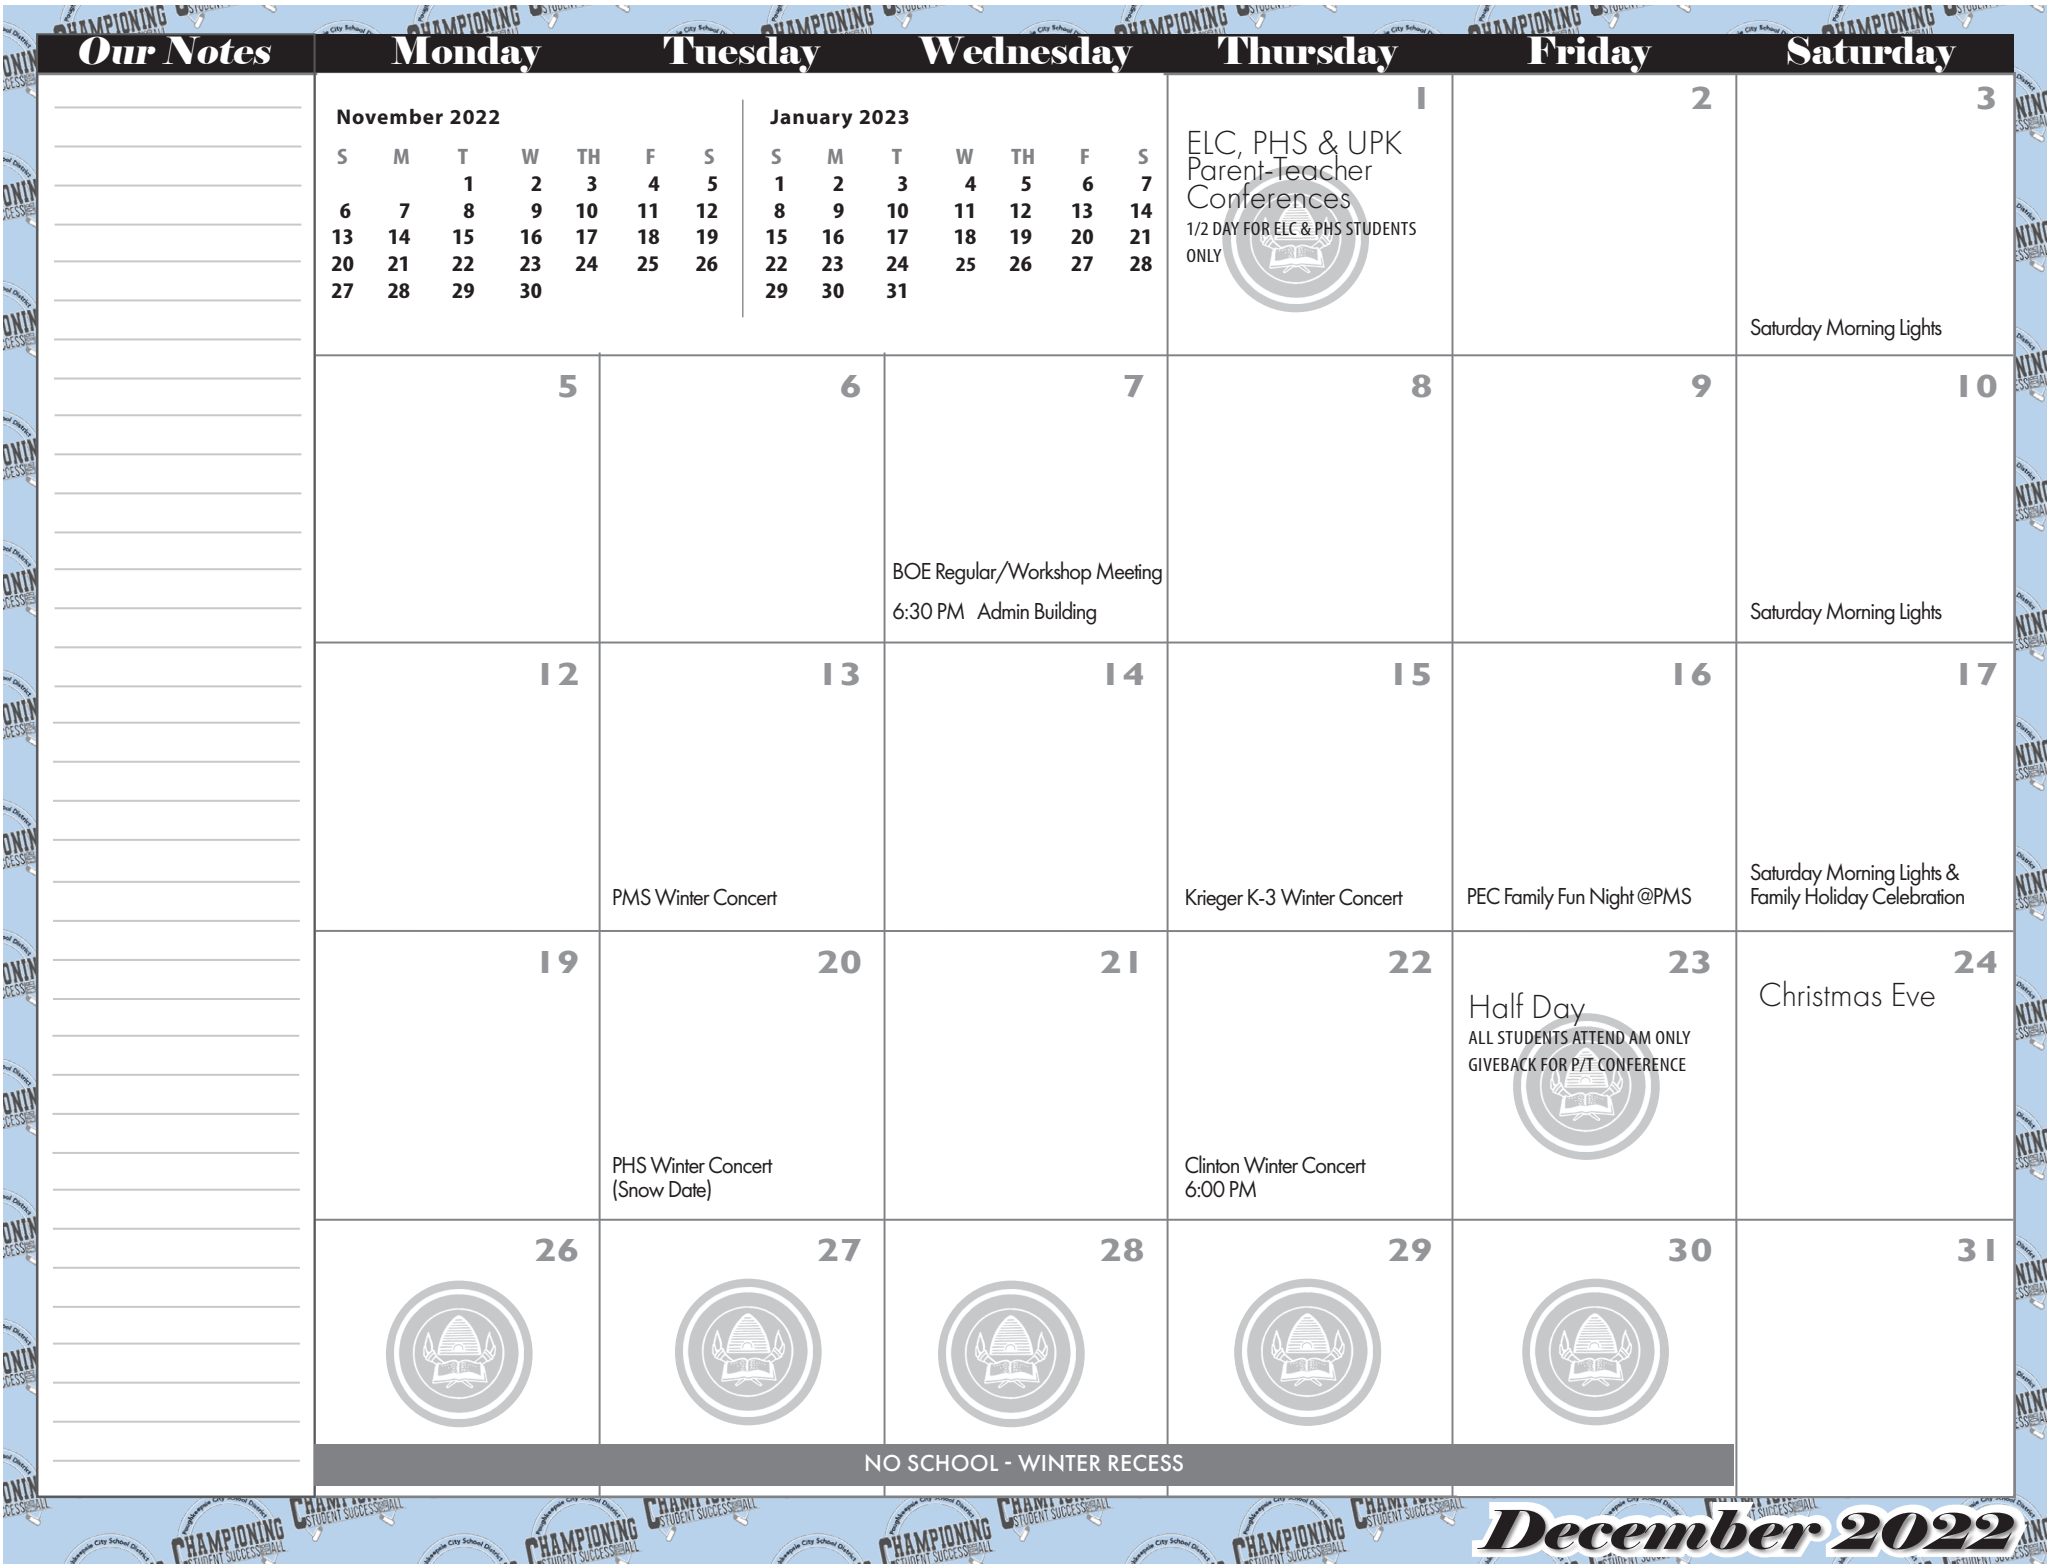 Our Notes Monday Tuesday Wednesday Thursday Friday Saturday
November 2022
S M T W TH F S
1 2 3 4 5
6 7 8 9 10 11 12
13 14 15 16 17 18 19
20 21 22 23 24 25 26
27 28 29 30
January 2023
S M T W TH F S
1 2 3 4 5 6 7
8 9 10 11 12 13 14
15 16 17 18 19 20 21
22 23 24 25 26 27 28
29 30 31
1
ELC, PHS & UPK
Parent-Teacher
Conferences
1/2 DAY FOR ELC & PHS STUDENTS
ONLY
2
3
Saturday Morning Lights
5
6
7
BOE Regular/Workshop Meeting
6:30 PM Admin Building
8
9
10
Saturday Morning Lights
12
13
PMS Winter Concert
14
15
Krieger K-3 Winter Concert
16
PEC Family Fun Night @PMS
17
Saturday Morning Lights &
Family Holiday Celebration
19
20
PHS Winter Concert
(Snow Date)
21
22
Clinton Winter Concert
6:00 PM
23
Half Day
ALL STUDENTS ATTEND AM ONLY
GIVEBACK FOR P/T CONFERENCE
24
Christmas Eve
26
27
28
29
30
31
NO SCHOOL - WINTER RECESS
December 2022
Poughkeepsie City School District
CHAMPIONING
STUDENT SUCCESS